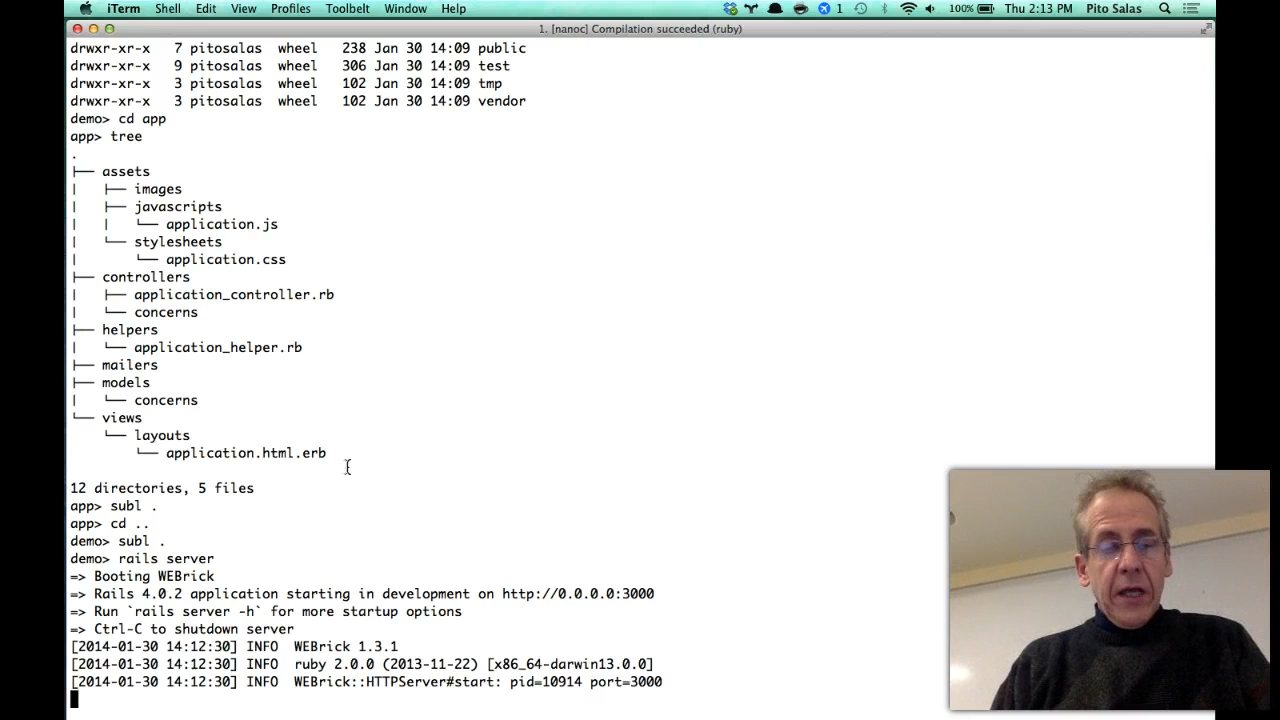 iTerm Shell Edit View Profiles Toolbelt Window Help 1 100% Thu 2:13 PM Pito Salas
1. [nanoc] Compilation succeeded (ruby)
drwxr-xr-x 7 pitosalas wheel 238 Jan 30 14:09 public
drwxr-xr-x 9 pitosalas wheel 306 Jan 30 14:09 test
drwxr-xr-x 3 pitosalas wheel 102 Jan 30 14:09 tmp
drwxr-xr-x 3 pitosalas wheel 102 Jan 30 14:09 vendor
demo> cd app
app> tree
.
├── assets
│   ├── images
│   ├── javascripts
│   │   └── application.js
│   └── stylesheets
│       └── application.css
├── controllers
│   ├── application_controller.rb
│   └── concerns
├── helpers
│   └── application_helper.rb
├── mailers
├── models
│   └── concerns
└── views
    └── layouts
        └── application.html.erb
12 directories, 5 files
app> subl .
app> cd ..
demo> subl .
demo> rails server
=> Booting WEBrick
=> Rails 4.0.2 application starting in development on http://0.0.0.0:3000
=> Run `rails server -h` for more startup options
=> Ctrl-C to shutdown server
[2014-01-30 14:12:30] INFO  WEBrick 1.3.1
[2014-01-30 14:12:30] INFO  ruby 2.0.0 (2013-11-22) [x86_64-darwin13.0.0]
[2014-01-30 14:12:30] INFO  WEBrick::HTTPServer#start: pid=10914 port=3000